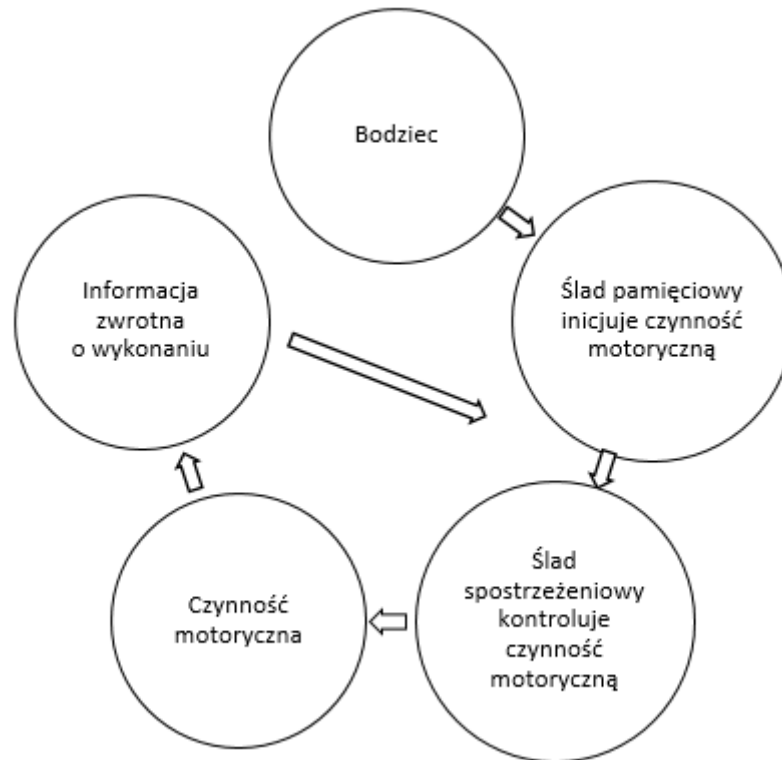 Bodziec
Ślad pamięciowy
inicjuje czynność
motoryczną
Ślad
spostrzeżeniowy
kontroluje
czynność
motoryczną
Czynność
motoryczna
Informacja
zwrotna
o wykonaniu